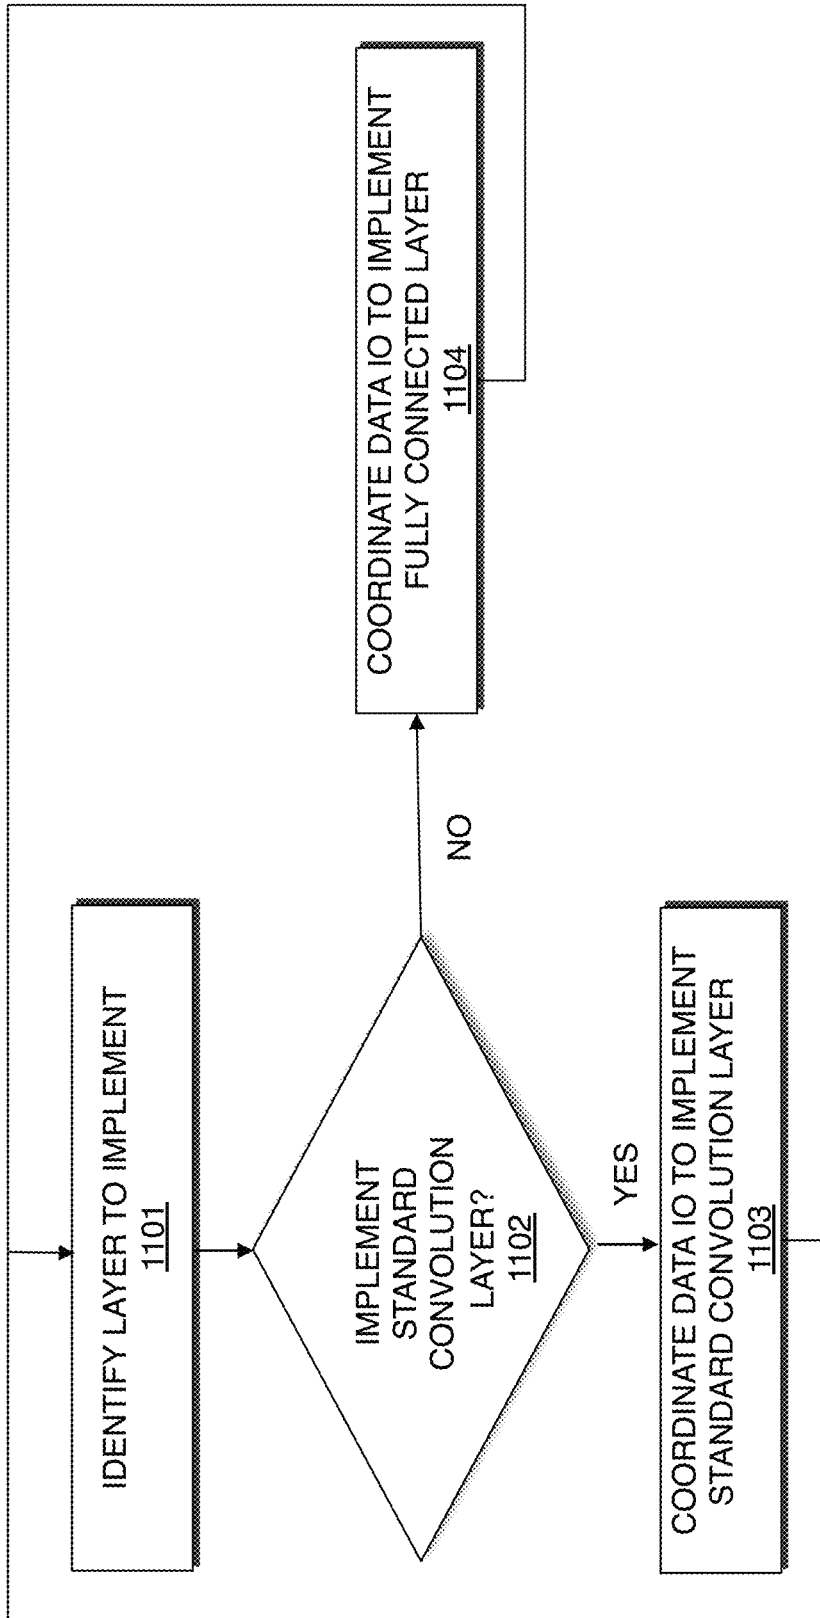 IDENTIFY LAYER TO IMPLEMENT
1101
IMPLEMENT
STANDARD
CONVOLUTION
LAYER?
1102
YES
NO
COORDINATE DATA IO TO IMPLEMENT
STANDARD CONVOLUTION LAYER
1103
COORDINATE DATA IO TO IMPLEMENT
FULLY CONNECTED LAYER
1104